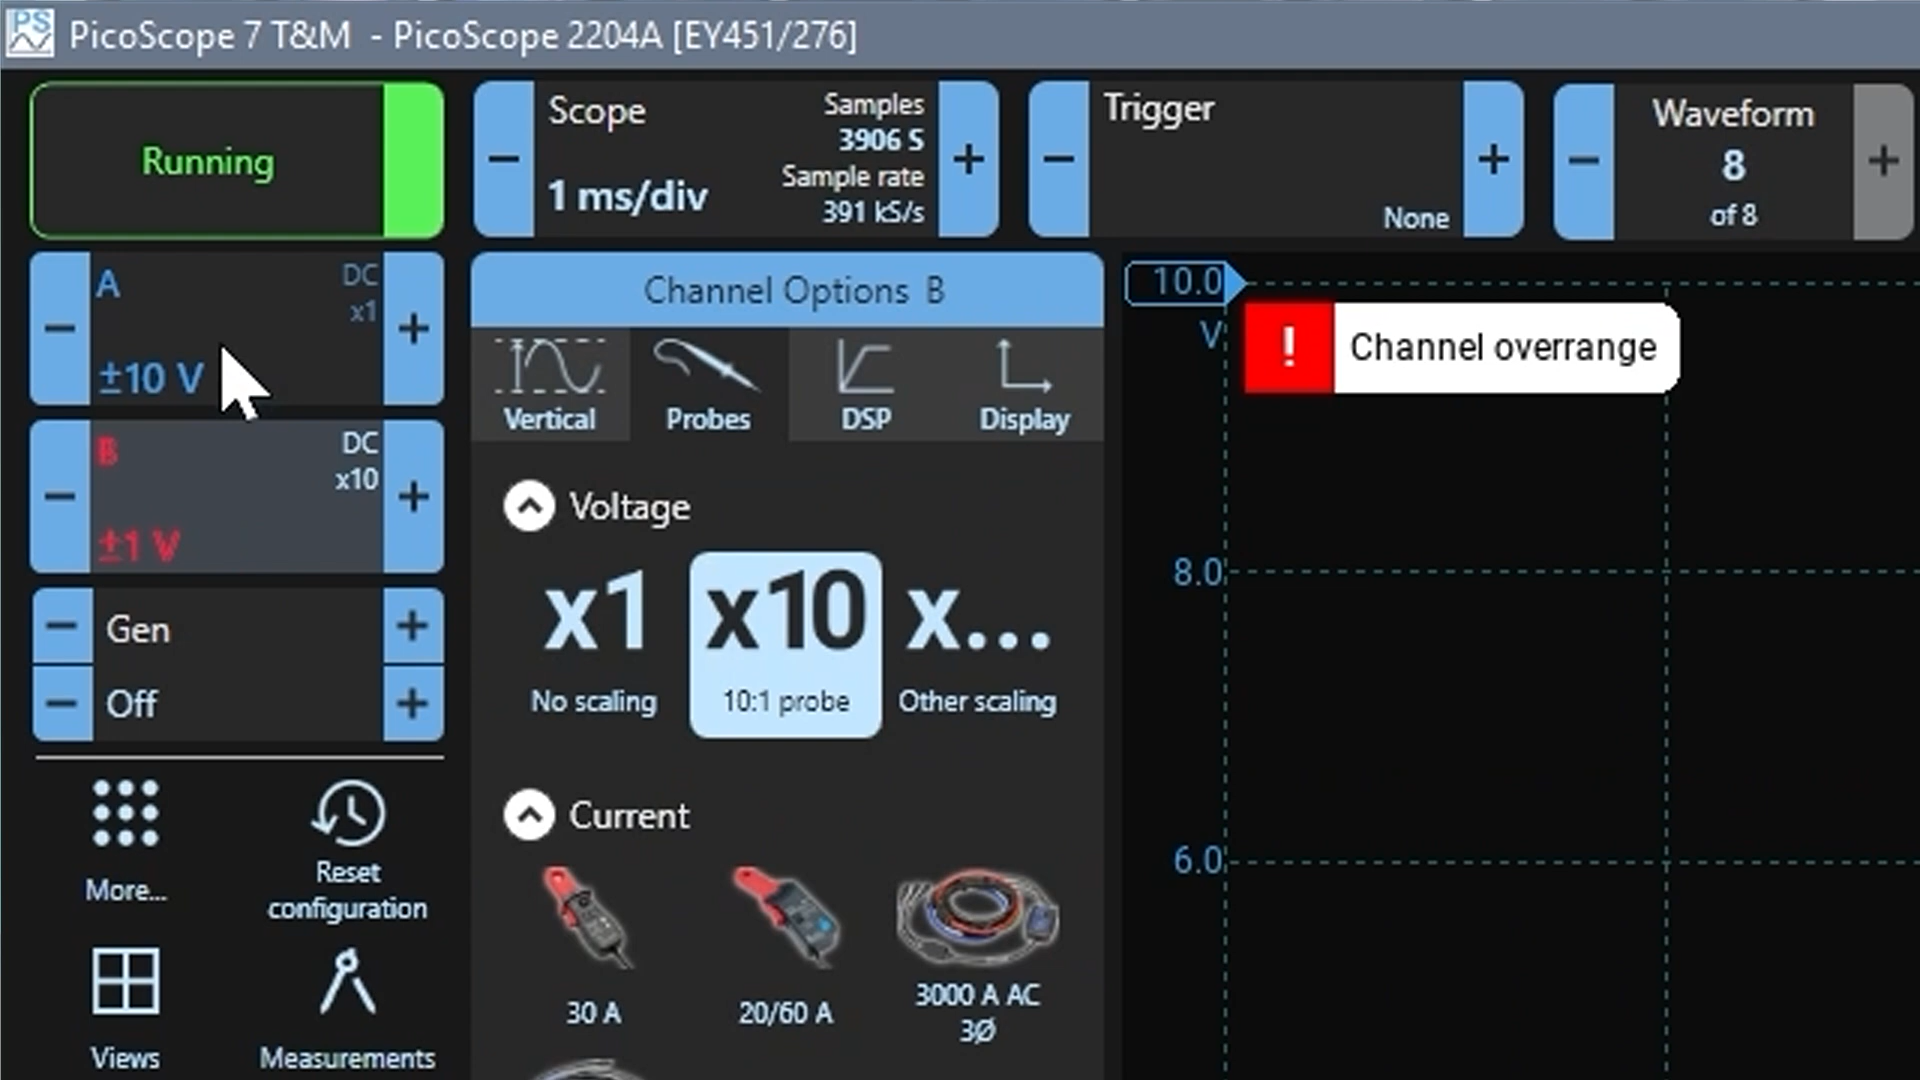 PicoScope 7 T&M - PicoScope 2204A [EY451/276]
Running
Scope
1 ms/div
Samples
3906 S
Sample rate
391 kS/s
Trigger
None
Waveform
8
of 8
A
DC
x1
±10 V
B
DC
x10
±1 V
Gen
Off
More...
Reset
configuration
Views
Measurements
Channel Options B
Vertical
Probes
DSP
Display
Voltage
x1
No scaling
x10
10:1 probe
x...
Other scaling
Current
30 A
20/60 A
3000 A AC
3Ø
10.0
V
! Channel overrange
8.0
6.0